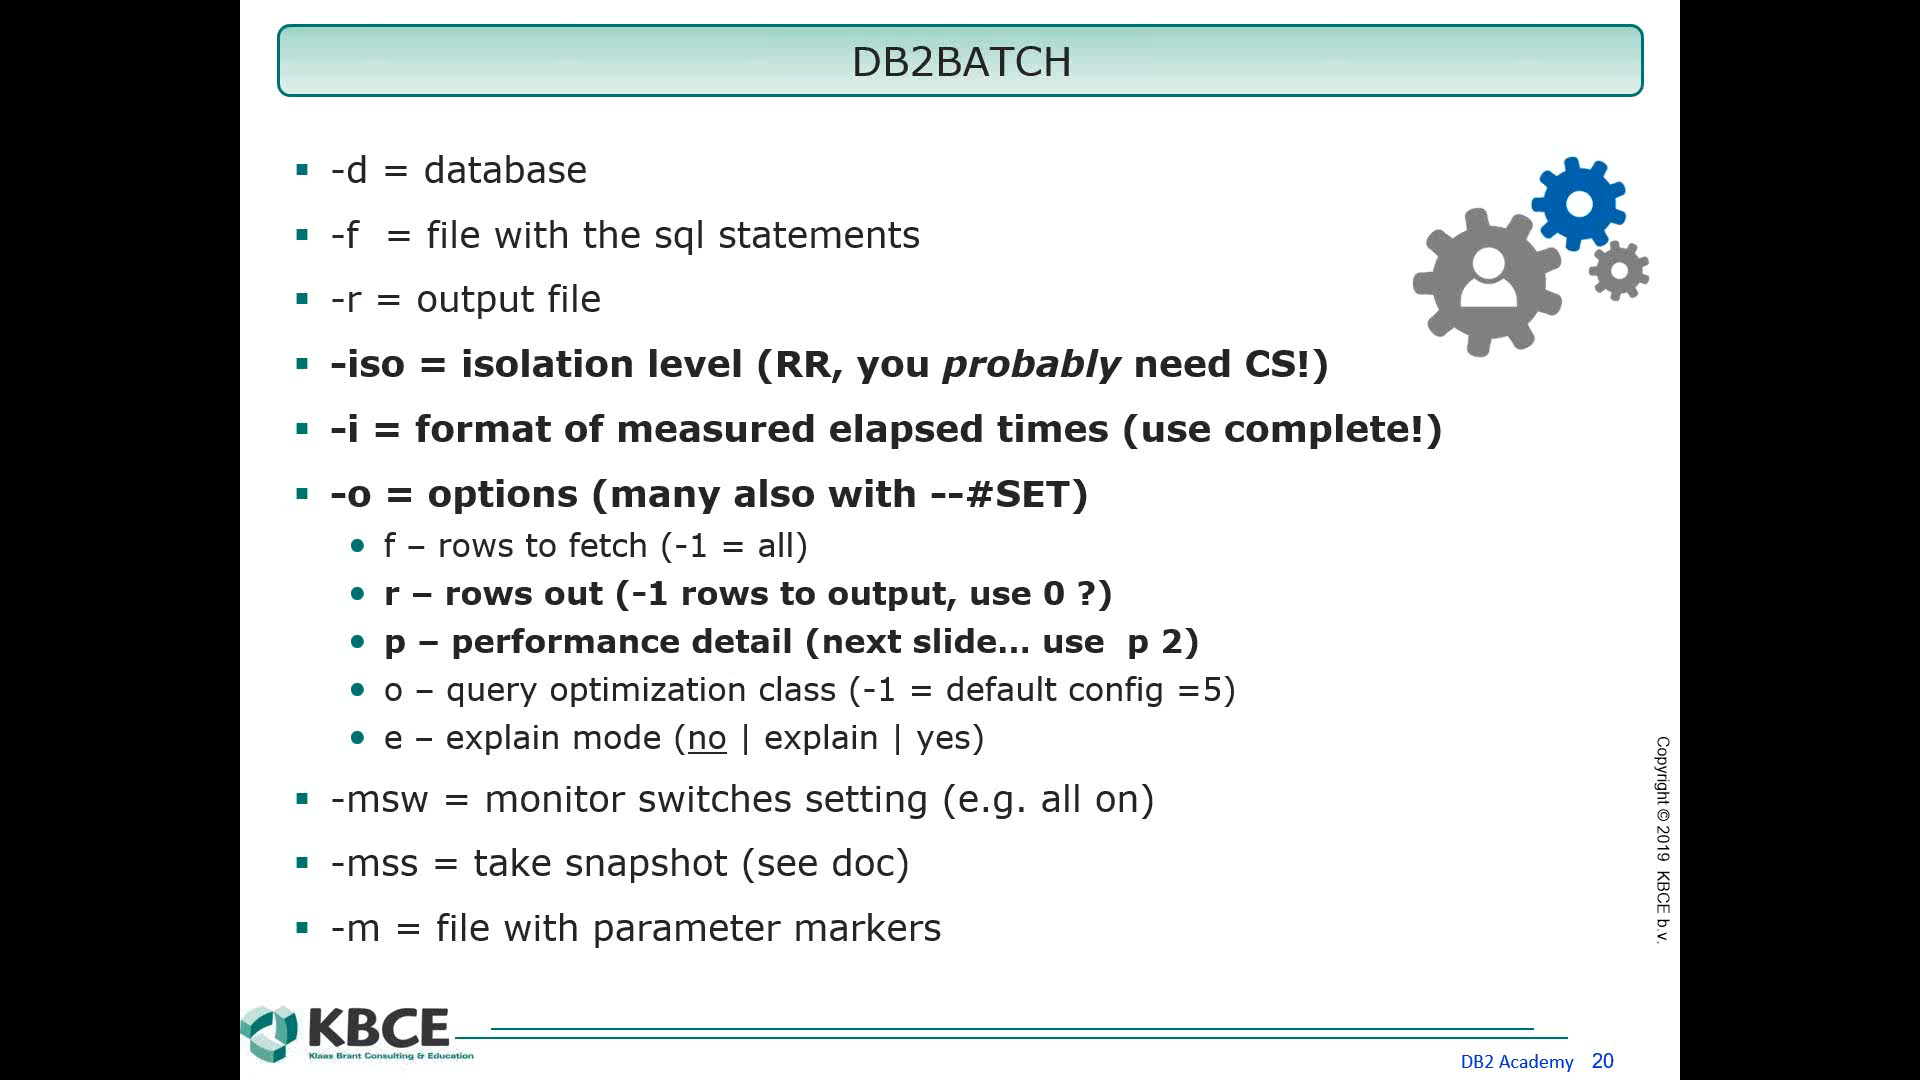 DB2BATCH
-d = database
-f = file with the sql statements
-r = output file
-iso = isolation level (RR, you probably need CS!)
-i = format of measured elapsed times (use complete!)
-o = options (many also with --#SET)
f – rows to fetch (-1 = all)
r – rows out (-1 rows to output, use 0 ?)
p – performance detail (next slide… use p 2)
o – query optimization class (-1 = default config =5)
e – explain mode (no | explain | yes)
-msw = monitor switches setting (e.g. all on)
-mss = take snapshot (see doc)
-m = file with parameter markers
Copyright © 2019 KBCE b.v.
KBCE
Klaas Brant Consulting & Education
DB2 Academy 20